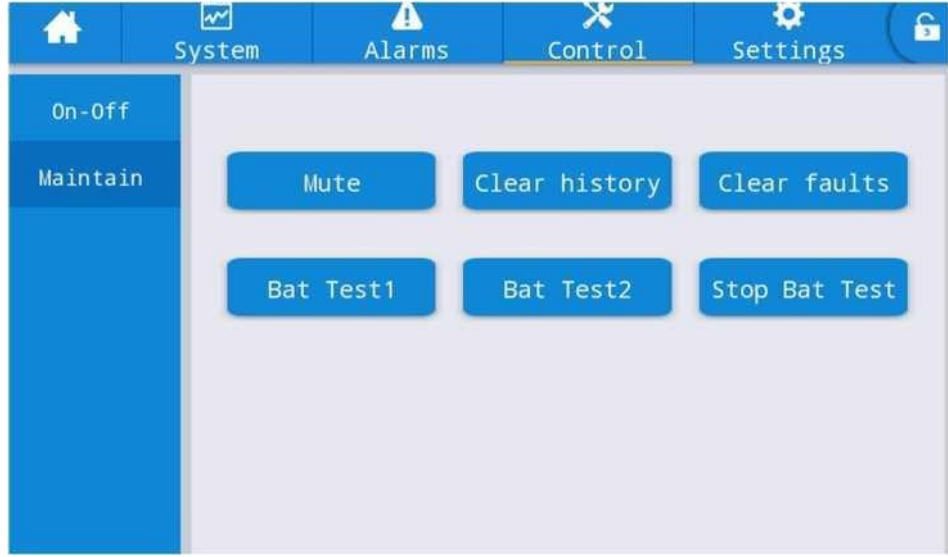 System
Alarms
Control
Settings
On-Off
Maintain
Mute
Clear history
Clear faults
Bat Test1
Bat Test2
Stop Bat Test